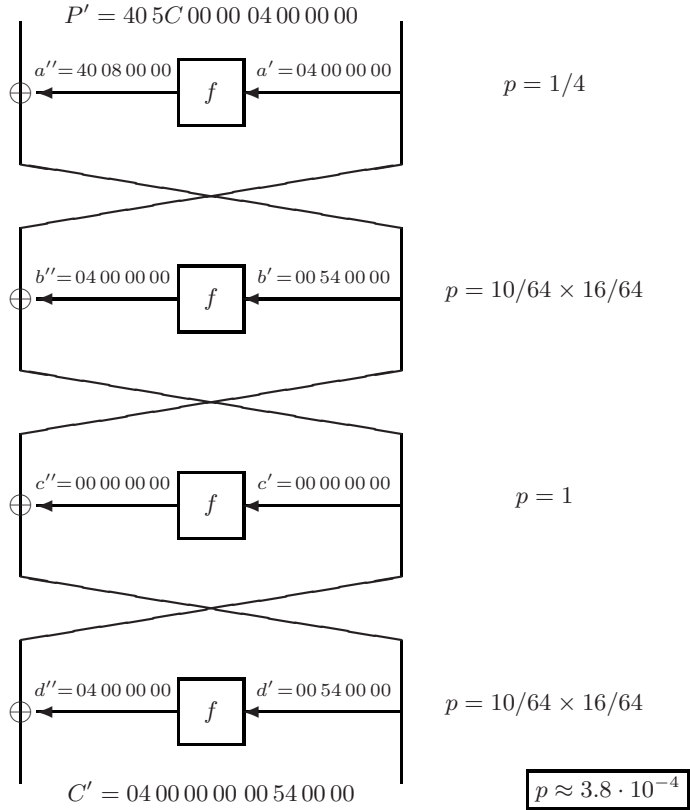 P′ = 40 5C 00 00 04 00 00 00
a′′= 40 08 00 00 f a′ = 04 00 00 00 p = 1/4
b′′= 04 00 00 00 f b′ = 00 54 00 00 p = 10/64 × 16/64
c′′= 00 00 00 00 f c′ = 00 00 00 00 p = 1
d′′= 04 00 00 00 f d′ = 00 54 00 00 p = 10/64 × 16/64
C′ = 04 00 00 00 00 54 00 00
p ≈ 3.8 · 10⁻⁴